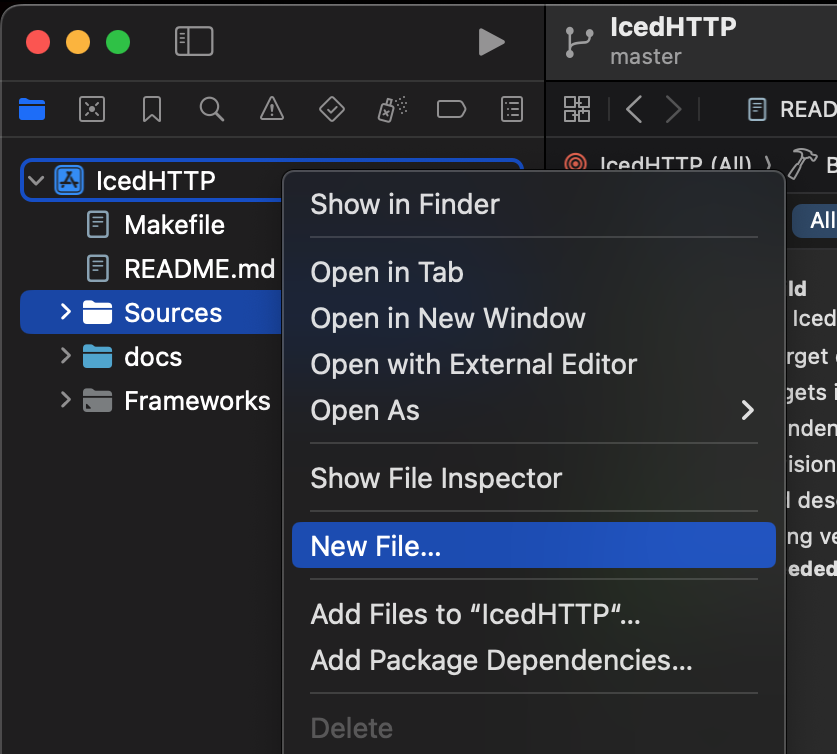 IcedHTTP
master
READ
IcedHTTP
IcedHTTP (All)
B
Makefile
README.md
Sources
docs
Frameworks
Show in Finder
Open in Tab
Open in New Window
Open with External Editor
Open As
Show File Inspector
New File...
Add Files to “IcedHTTP“...
Add Package Dependencies...
Delete
All
ld
Iced
rget
gets i
nden
ision
l des
ng ve
eded